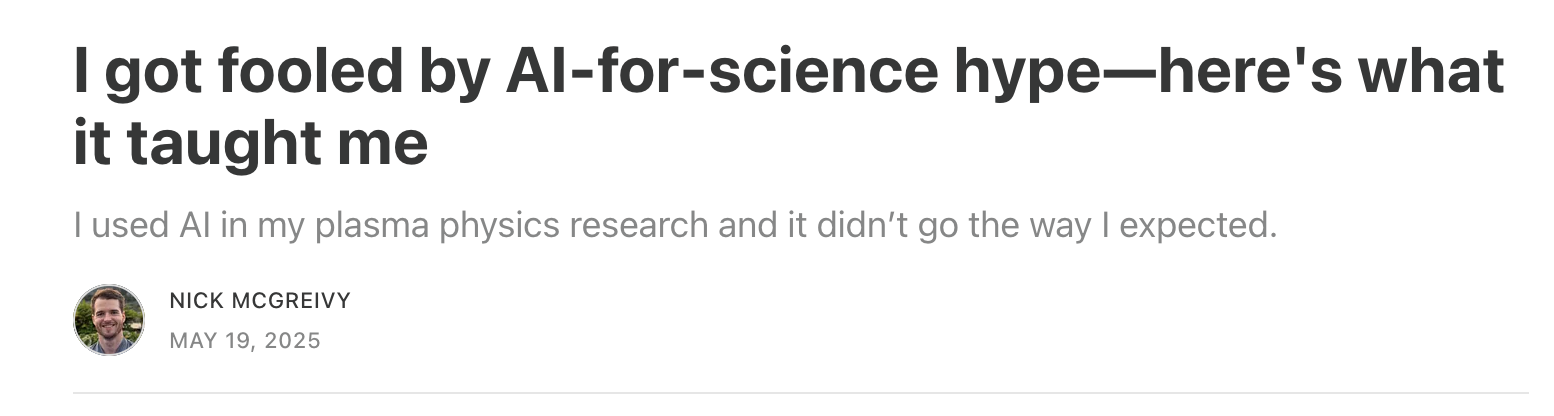 I got fooled by AI-for-science hype—here's what
it taught me
I used AI in my plasma physics research and it didn’t go the way I expected.
NICK MCGREIVY
MAY 19, 2025